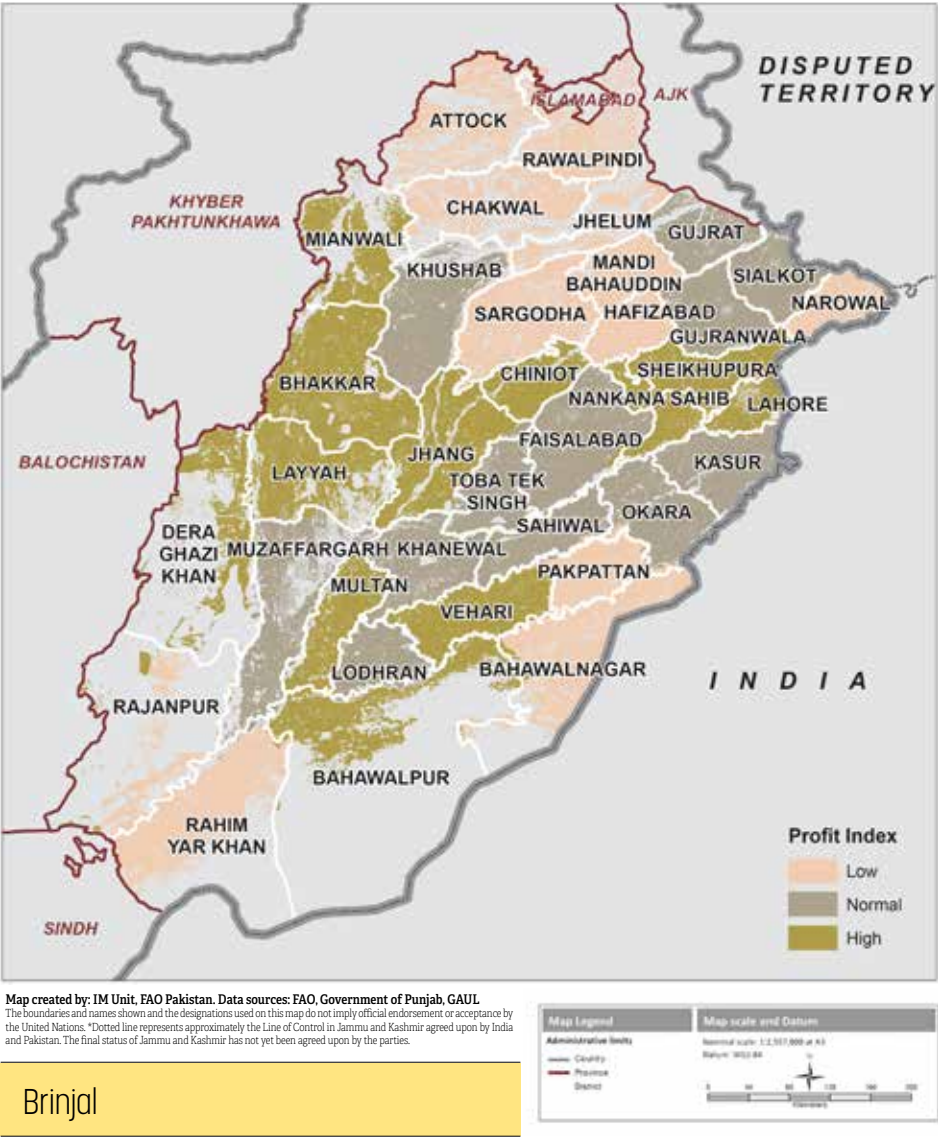 DISPUTED
TERRITORY
ISLAMABAD
AJK
ATTOCK
RAWALPINDI
KHYBER
PAKHTUNKHAWA
CHAKWAL
JHELUM
GUJRAT
MIANWALI
KHUSHAB
MANDI
BAHAUDDIN
SIALKOT
NAROWAL
SARGODHA
HAFIZABAD
GUJRANWALA
BHAKKAR
CHINIOT
SHEIKHUPURA
NANKANA SAHIB
LAHORE
BALOCHISTAN
LAYYAH
JHANG
FAISALABAD
KASUR
TOBA TEK
SINGH
OKARA
SAHIWAL
DERA
GHAZI
KHAN
MUZAFFARGARH
KHANEWAL
MULTAN
PAKPATTAN
VEHARI
LODHRAN
BAHAWALNAGAR
INDIA
RAJANPUR
BAHAWALPUR
RAHIM
YAR KHAN
SINDH
Profit Index
Low
Normal
High
Map created by: IM Unit, FAO Pakistan. Data sources: FAO, Government of Punjab, GAUL
The boundaries and names shown and the designations used on this map do not imply official endorsement or acceptance by
the United Nations. *Dotted line represents approximately the Line of Control in Jammu and Kashmir agreed upon by India
and Pakistan. The final status of Jammu and Kashmir has not yet been agreed upon by the parties.
Brinjal
Map Legend
Administrative limits
Country
Province
District
Map scale and Datum
Kilometers